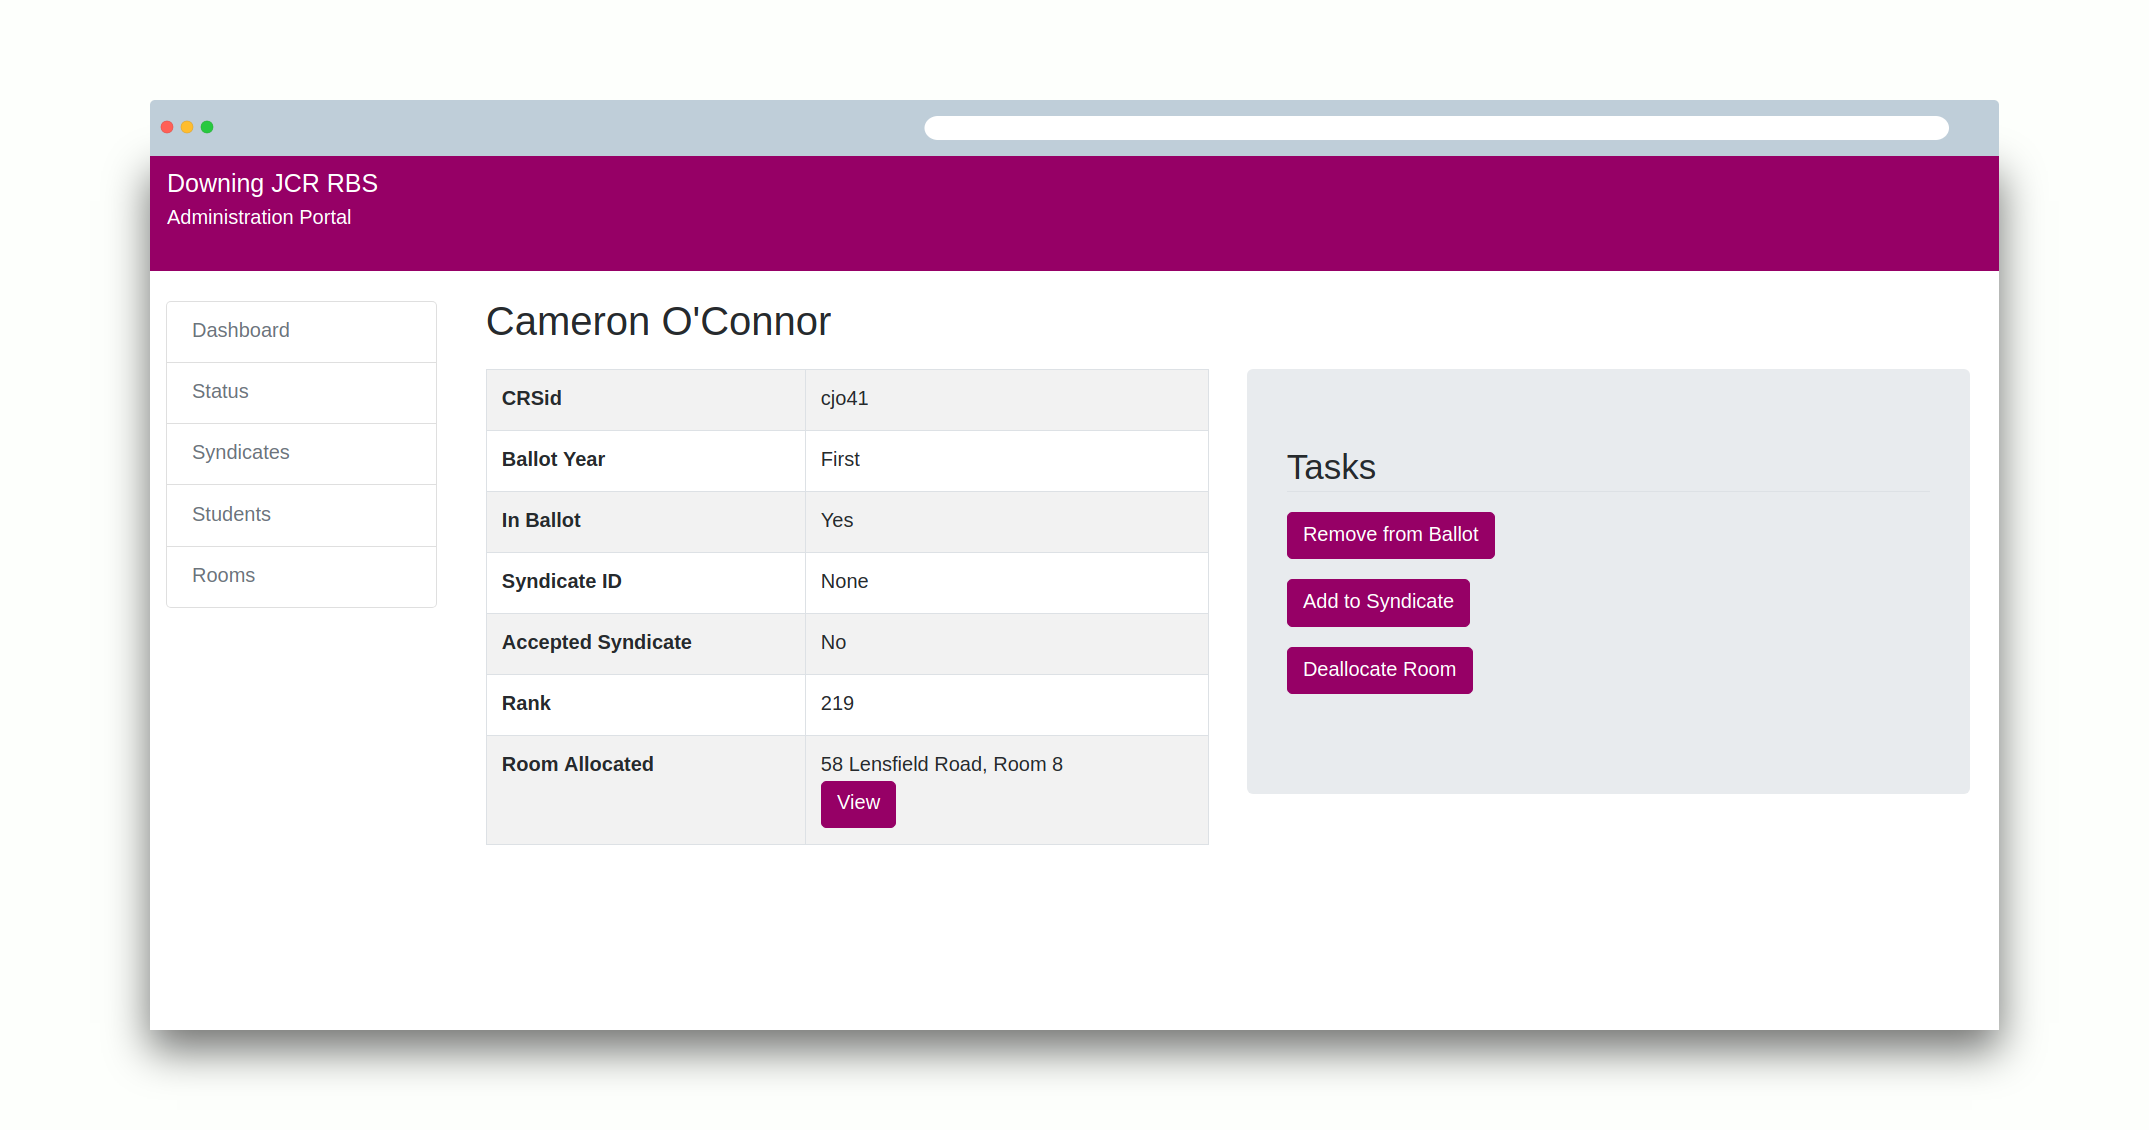 Downing JCR RBS
Administration Portal
Dashboard
Status
Syndicates
Students
Rooms
Cameron O'Connor
CRSid cjo41
Ballot Year First
In Ballot Yes
Syndicate ID None
Accepted Syndicate No
Rank 219
Room Allocated 58 Lensfield Road, Room 8
View
Tasks
Remove from Ballot
Add to Syndicate
Deallocate Room